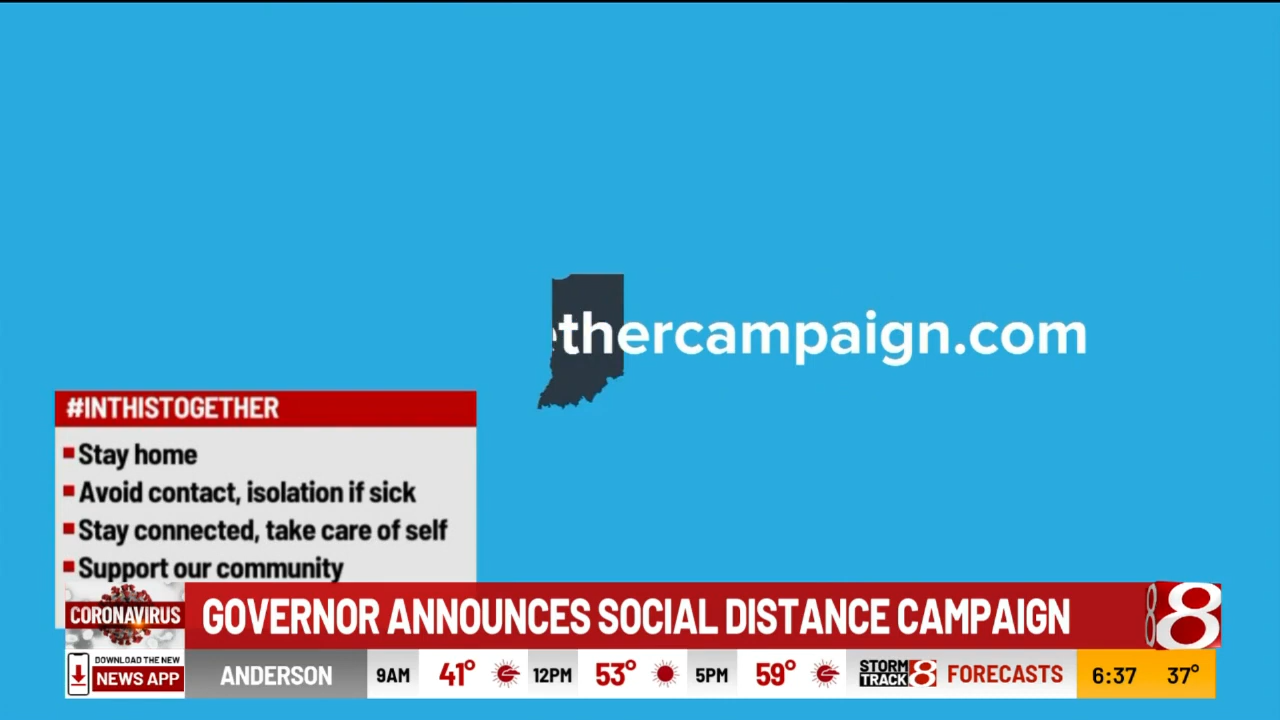 thercampaign.com
#INTHISTOGETHER
Stay home
Avoid contact, isolation if sick
Stay connected, take care of self
Support our community
CORONAVIRUS
GOVERNOR ANNOUNCES SOCIAL DISTANCE CAMPAIGN
8
DOWNLOAD THE NEW
NEWS APP
ANDERSON 9AM 41° 12PM 53° 5PM 59° STORM TRACK 8 FORECASTS 6:37 37°